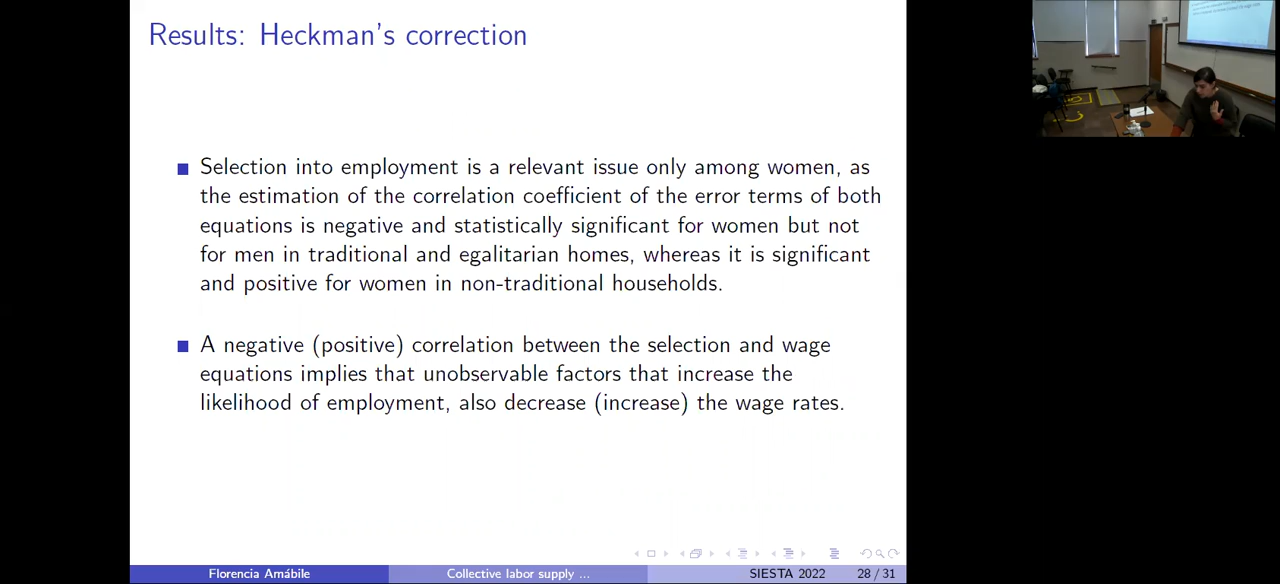 Results: Heckman's correction
Selection into employment is a relevant issue only among women, as
the estimation of the correlation coefficient of the error terms of both
equations is negative and statistically significant for women but not
for men in traditional and egalitarian homes, whereas it is significant
and positive for women in non-traditional households.
A negative (positive) correlation between the selection and wage
equations implies that unobservable factors that increase the
likelihood of employment, also decrease (increase) the wage rates.
Florencia Amábile
Collective labor supply ...
SIESTA 2022
28 / 31